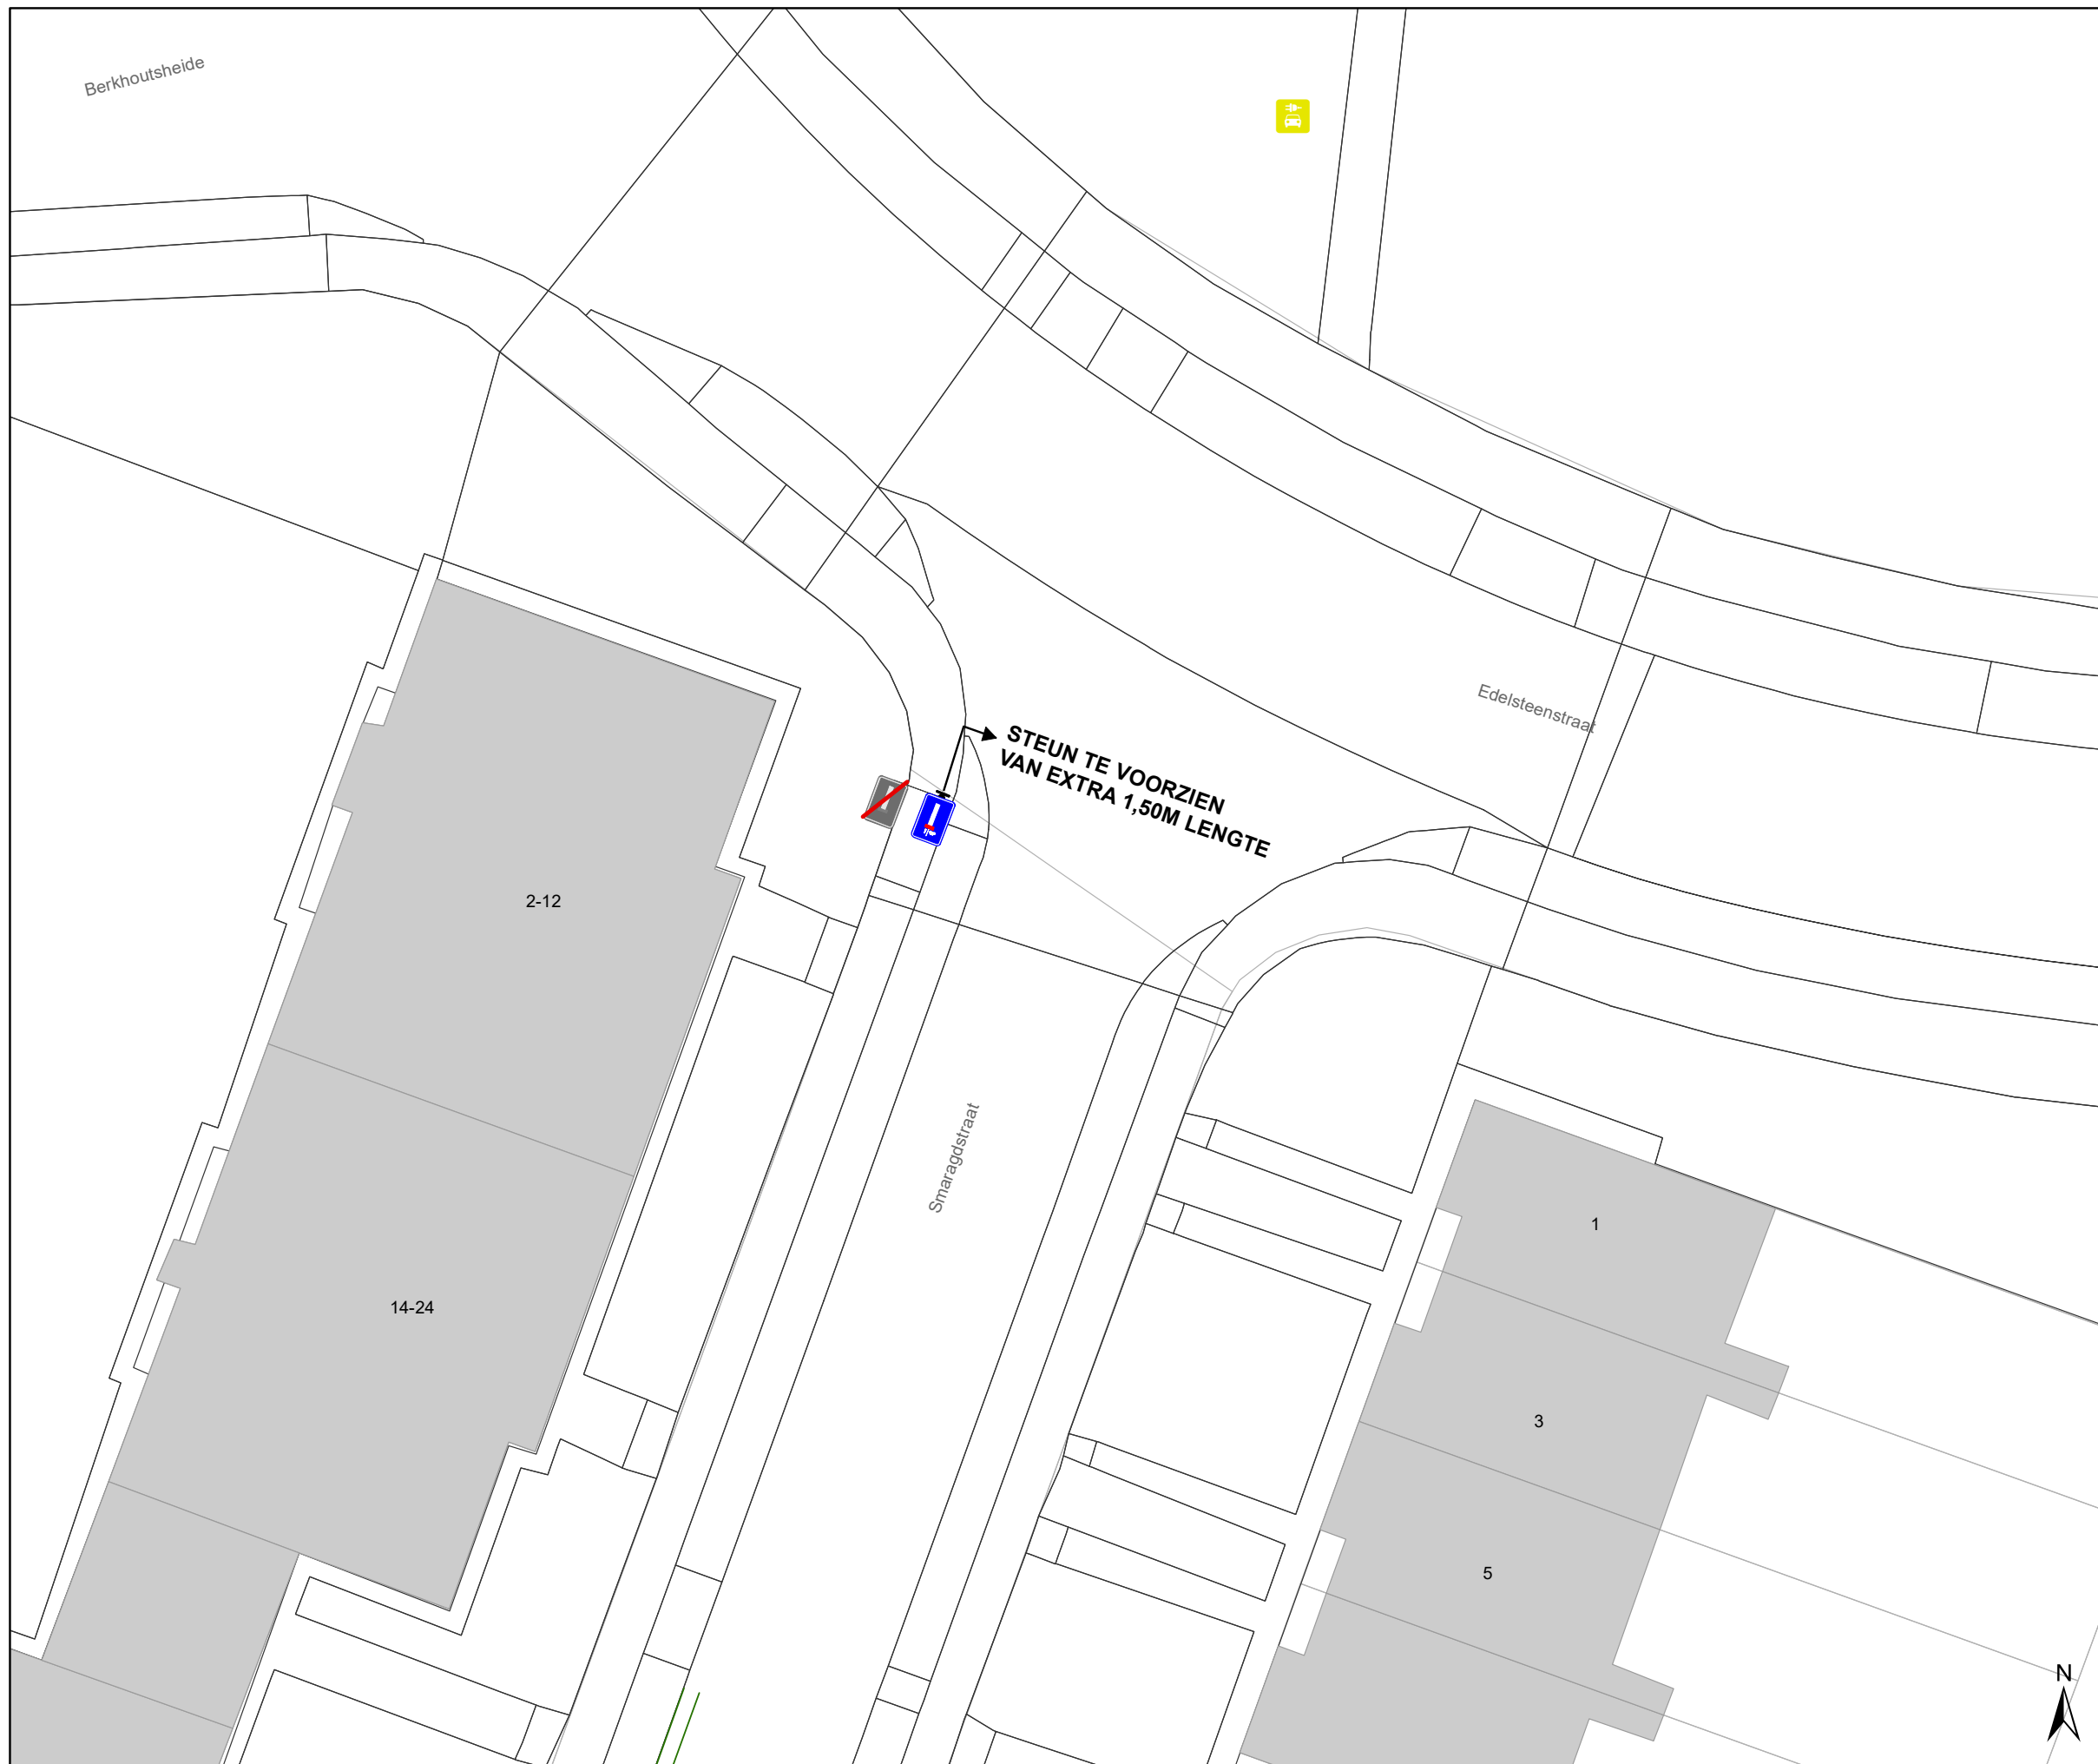 Berkhoutsheide
Edelsteenstraat
STEUN TE VOORZIEN
VAN EXTRA 1,50M LENGTE
2-12
Smaragdstraat
1
14-24
3
5
N